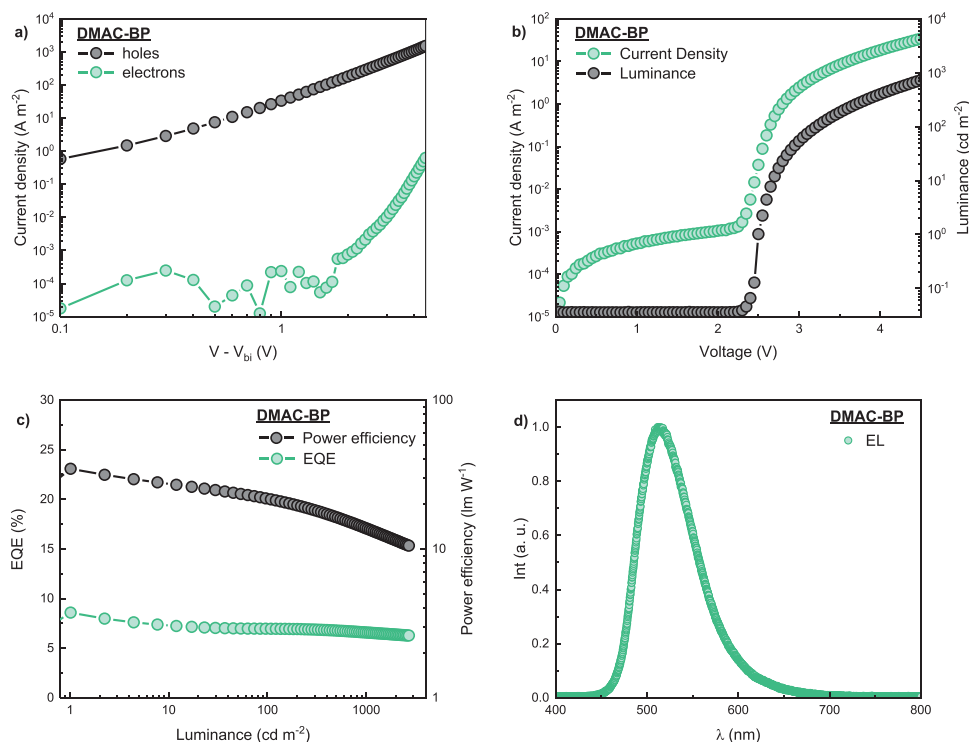 a)
DMAC-BP
holes
electrons
Current density (A m-2)
10⁴
10³
10²
10¹
10⁰
10⁻¹
10⁻²
10⁻³
10⁻⁴
10⁻⁵
0.1
1
V - Vbi (V)
b)
DMAC-BP
Current Density
Luminance
Current density (A m-2)
10²
10¹
10⁰
10⁻¹
10⁻²
10⁻³
10⁻⁴
10⁻⁵
0
1
2
3
4
Voltage (V)
10⁴
10³
10²
10¹
10⁰
10⁻¹
Luminance (cd m-2)
c)
DMAC-BP
Power efficiency
EQE
EQE (%)
30
25
20
15
10
5
0
1
10
100
1000
Luminance (cd m-2)
100
10
1
Power efficiency (lm W-1)
d)
DMAC-BP
EL
Int (a. u.)
1.0
0.8
0.6
0.4
0.2
0.0
400
500
600
700
800
λ (nm)